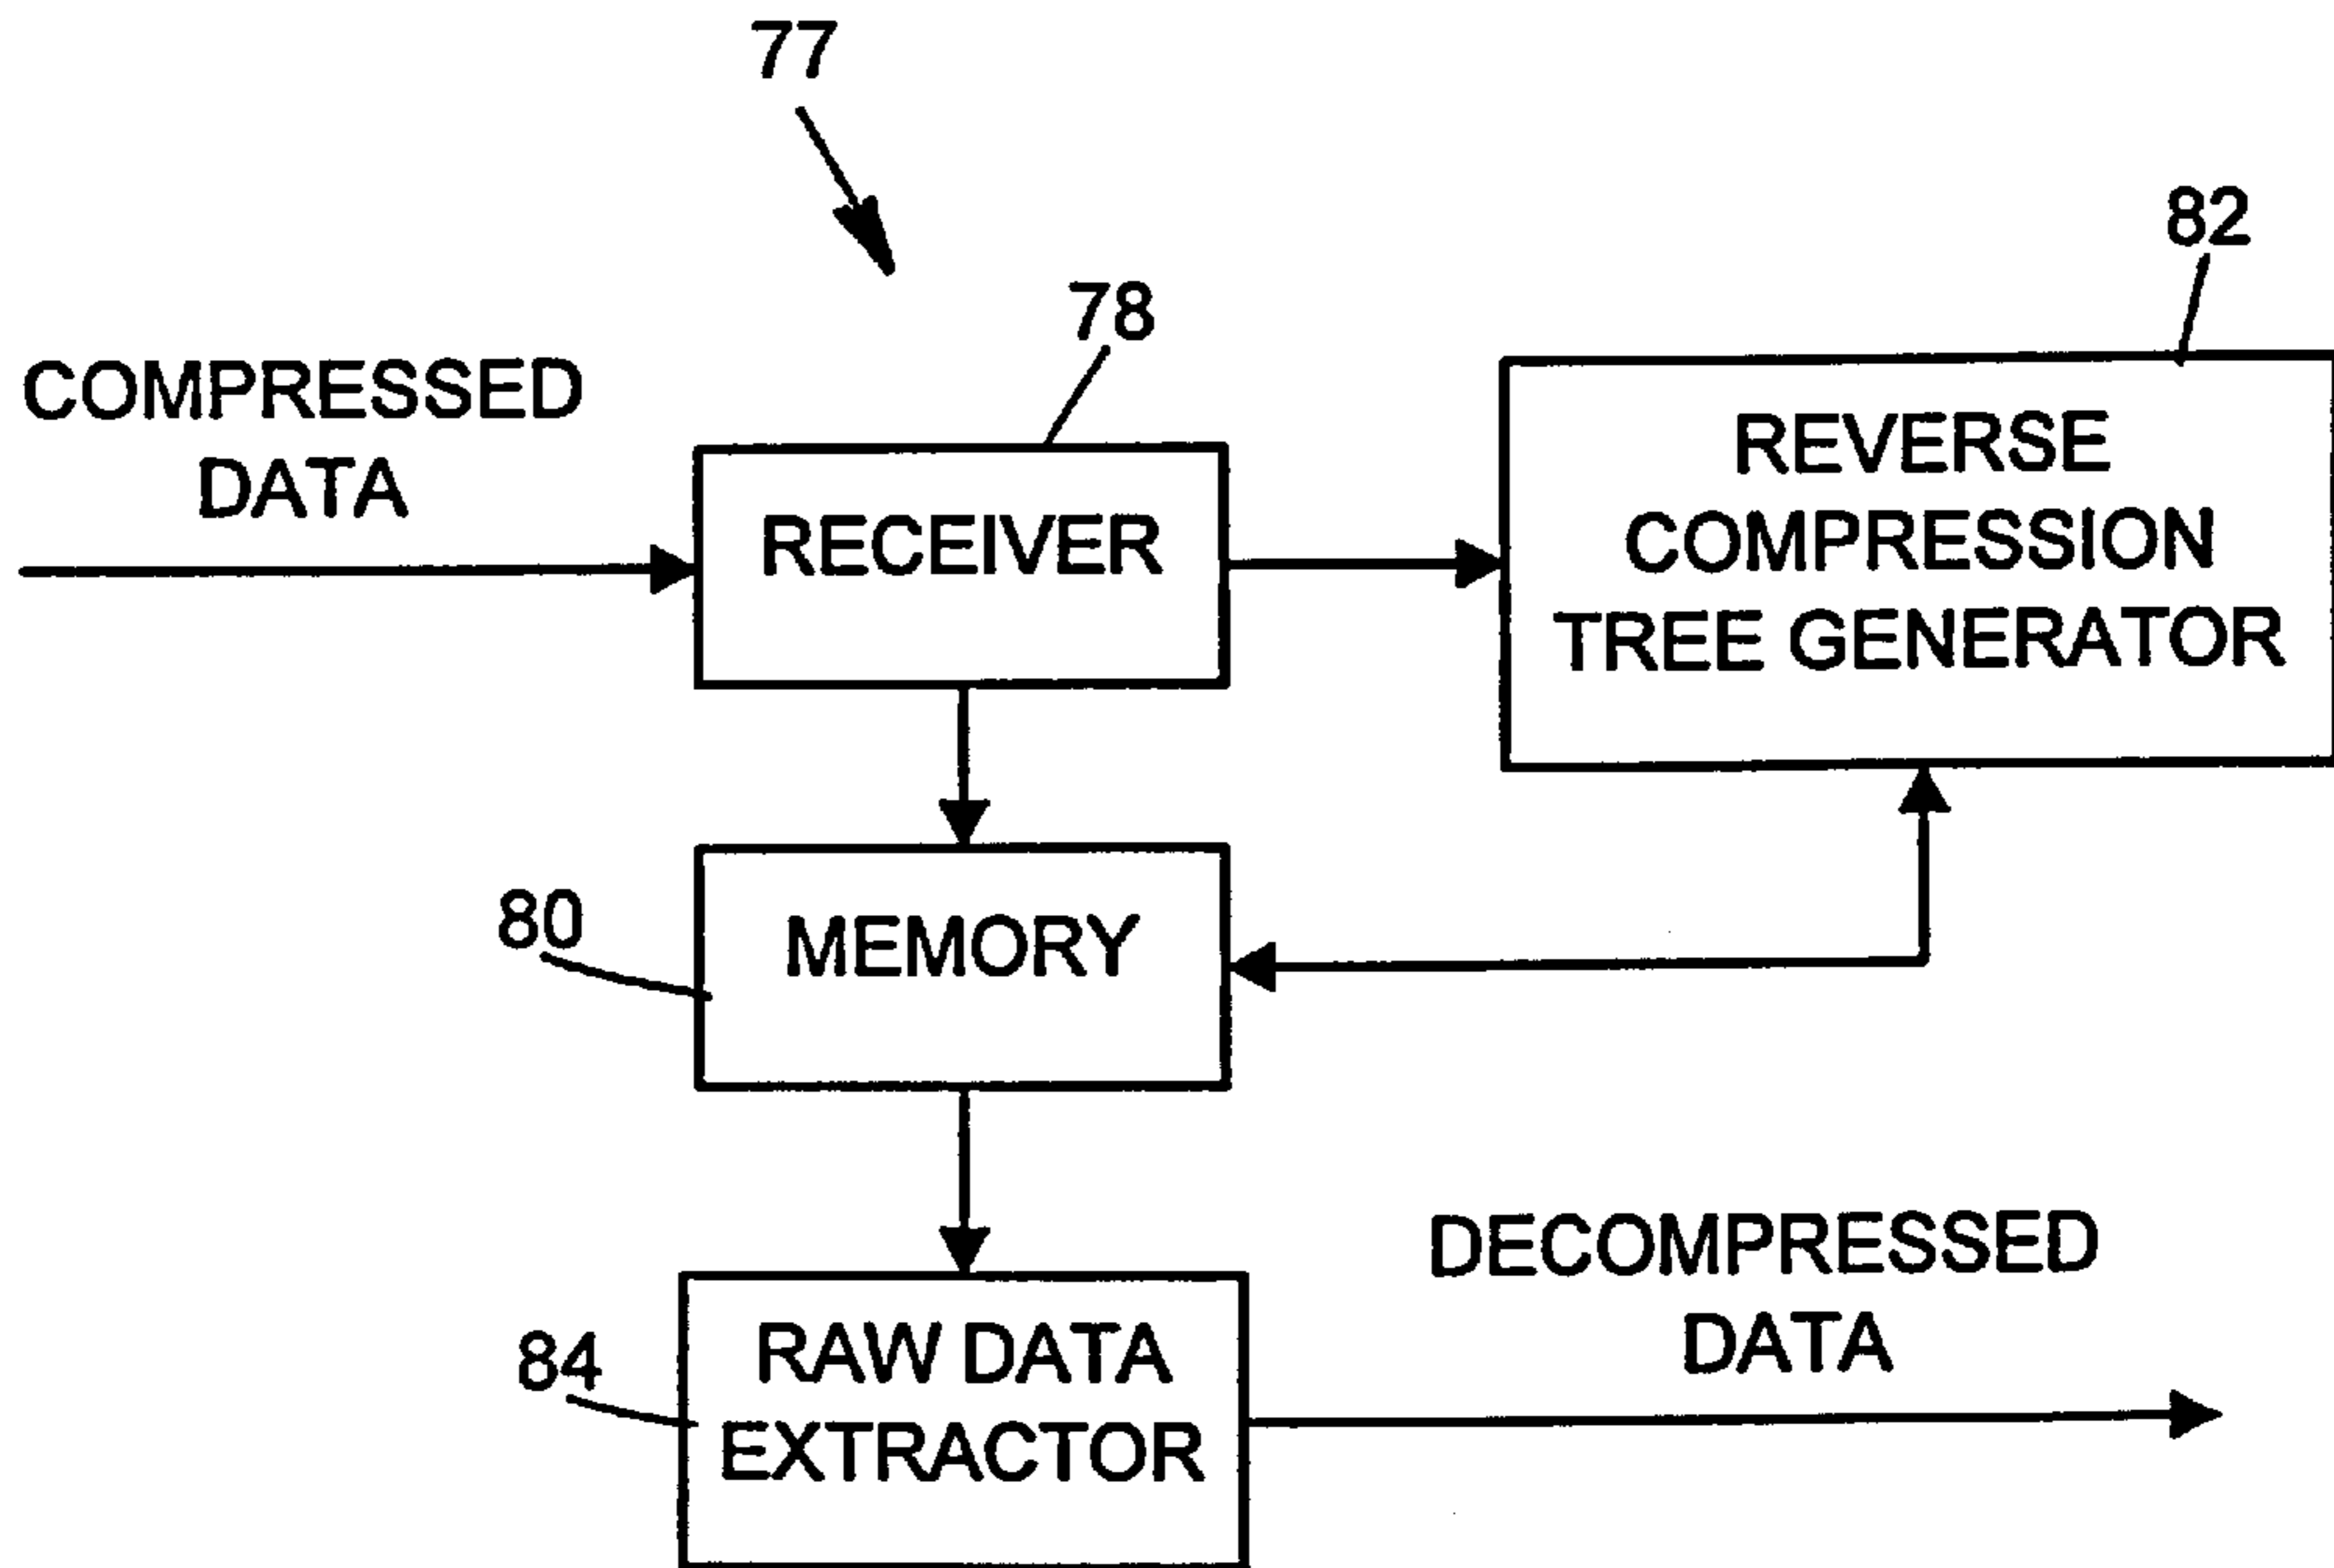 77
82
78
COMPRESSED
DATA
RECEIVER
REVERSE
COMPRESSION
TREE GENERATOR
80
MEMORY
DECOMPRESSED
DATA
84
RAW DATA
EXTRACTOR